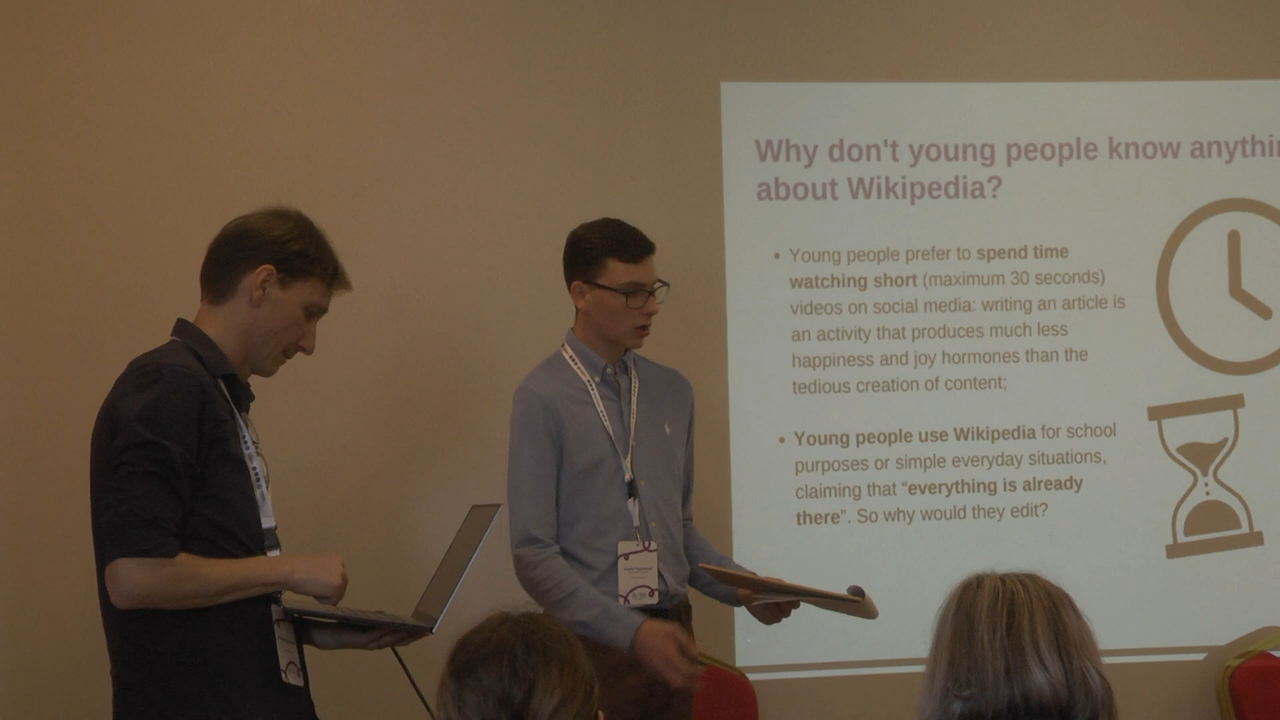 Why don't young people know anythin
about Wikipedia?
• Young people prefer to spend time
watching short (maximum 30 seconds)
videos on social media: writing an article is
an activity that produces much less
happiness and joy hormones than the
tedious creation of content;
• Young people use Wikipedia for school
purposes or simple everyday situations,
claiming that “everything is already
there”. So why would they edit?